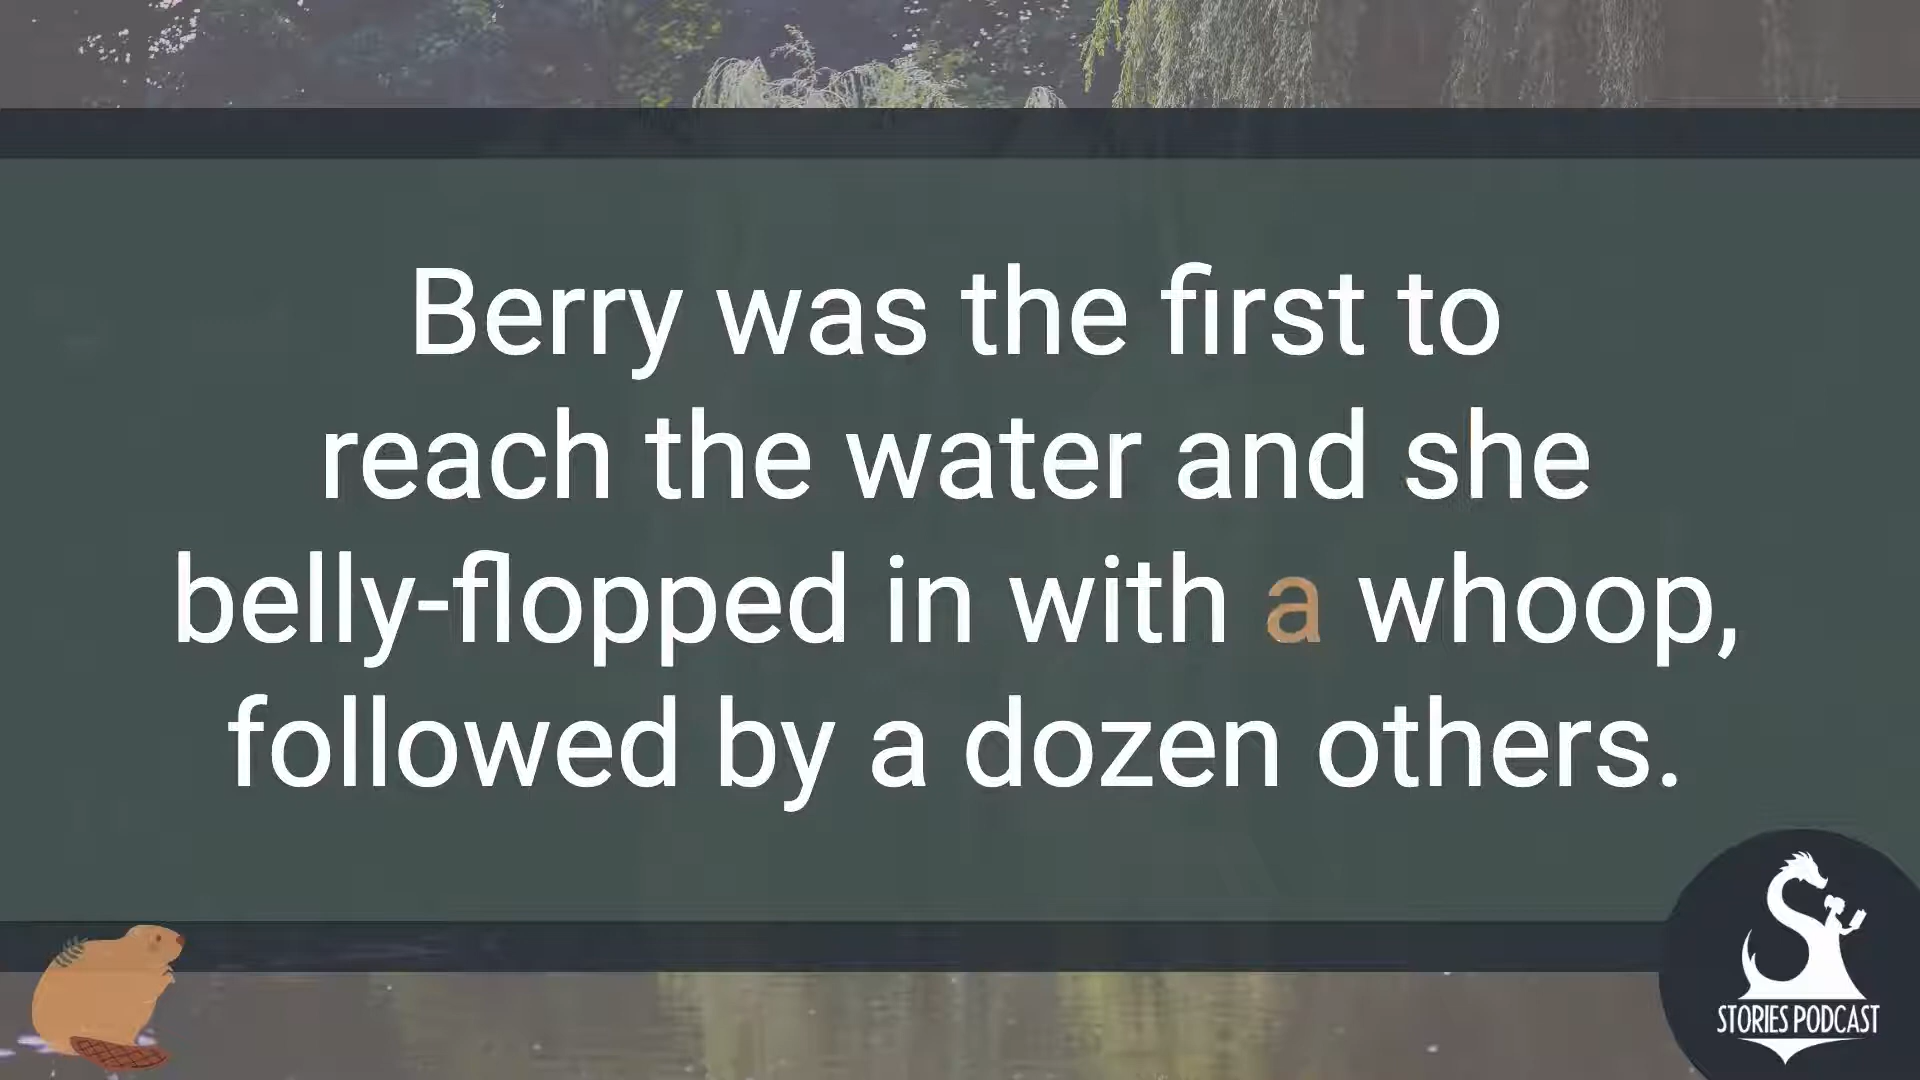 Berry was the first to
reach the water and she
belly-flopped in with a whoop,
followed by a dozen others.
STORIES PODCAST